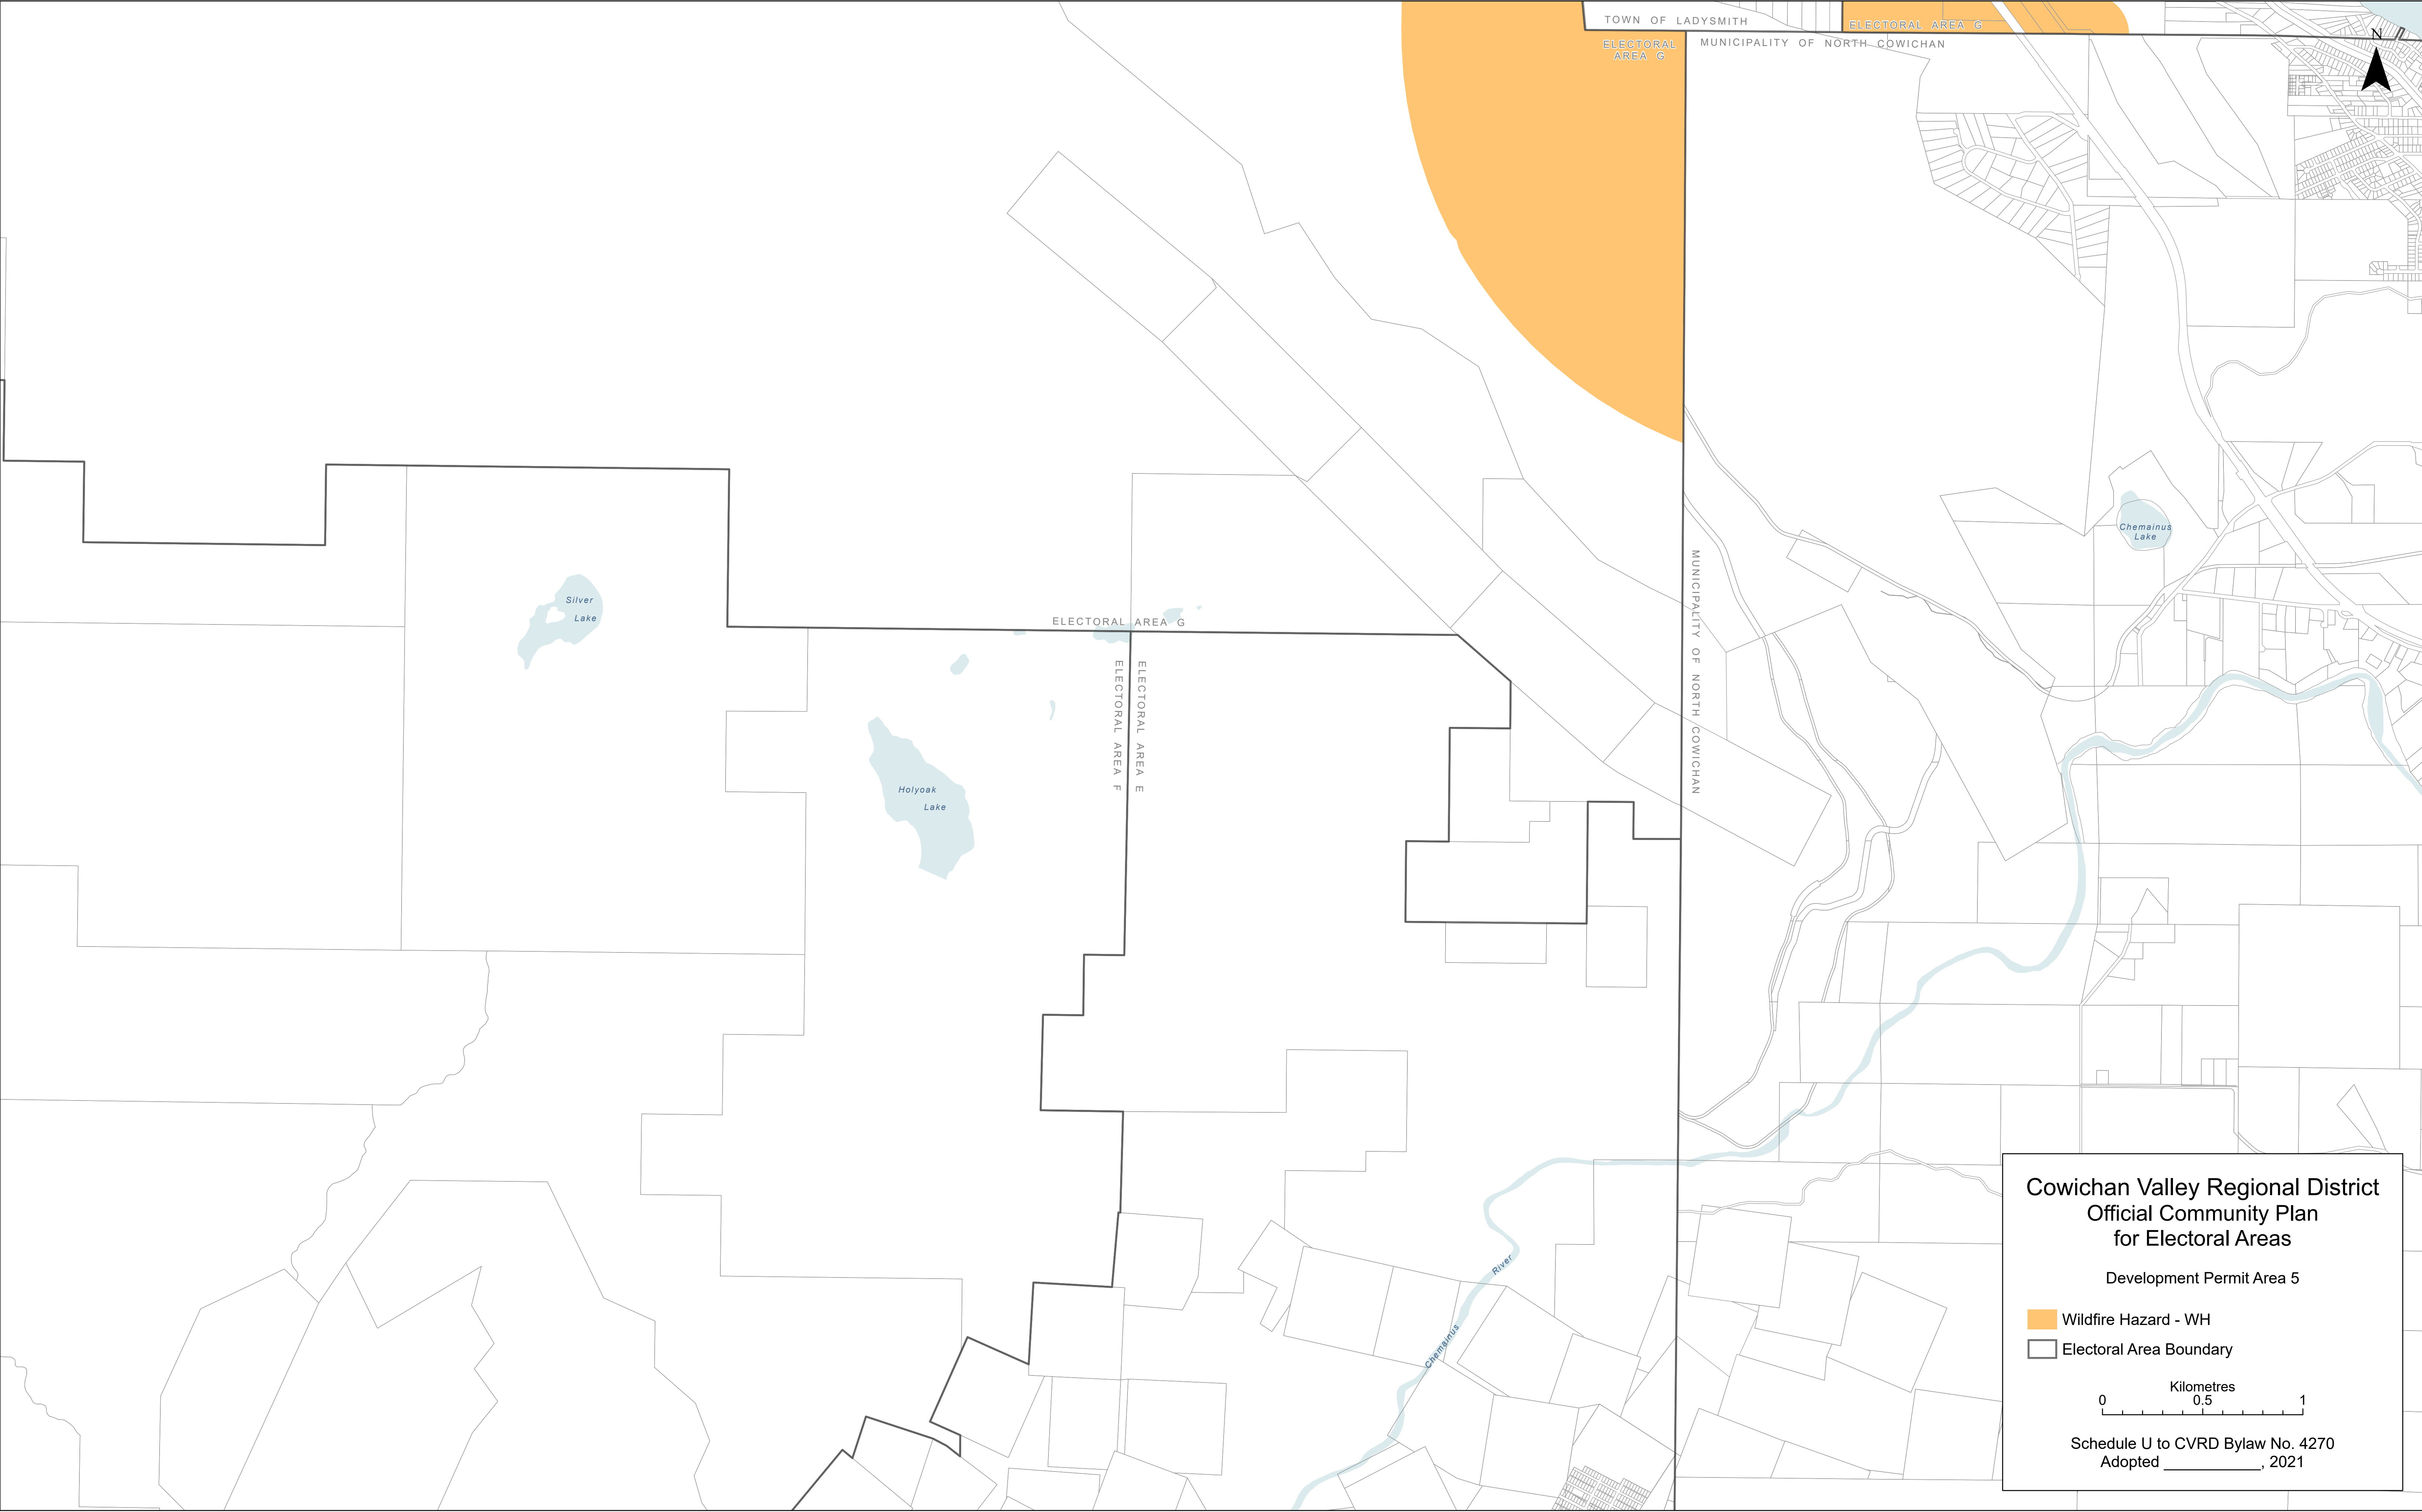 TOWN OF LADYSMITH
ELECTORAL AREA G
ELECTORAL
AREA G
MUNICIPALITY OF NORTH COWICHAN
N
Chemainus
Lake
Silver
Lake
ELECTORAL AREA G
ELECTORAL AREA F
ELECTORAL AREA E
MUNICIPALITY OF NORTH COWICHAN
Holyoak
Lake
River
Chemainus
Cowichan Valley Regional District
Official Community Plan
for Electoral Areas
Development Permit Area 5
Wildfire Hazard - WH
Electoral Area Boundary
Kilometres
0 0.5 1
Schedule U to CVRD Bylaw No. 4270
Adopted ___________, 2021